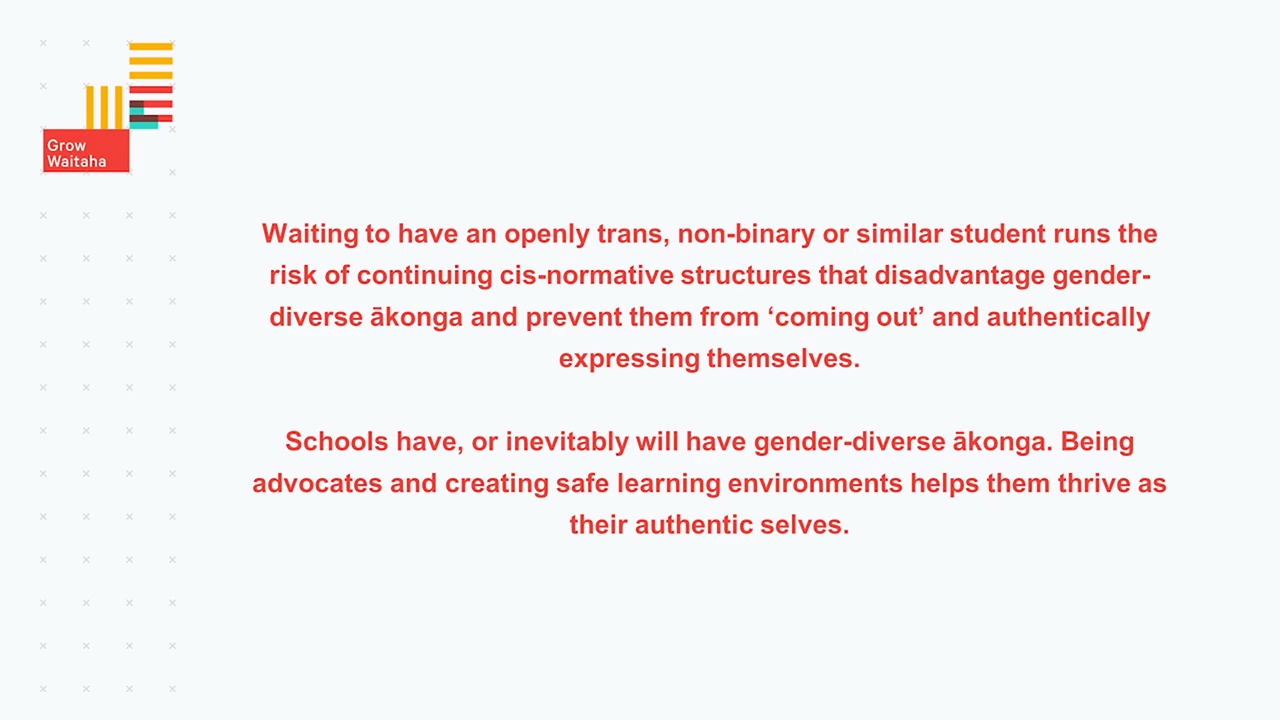 Grow
Waitaha
Waiting to have an openly trans, non-binary or similar student runs the
risk of continuing cis-normative structures that disadvantage gender-
diverse ākonga and prevent them from ‘coming out’ and authentically
expressing themselves.
Schools have, or inevitably will have gender-diverse ākonga. Being
advocates and creating safe learning environments helps them thrive as
their authentic selves.